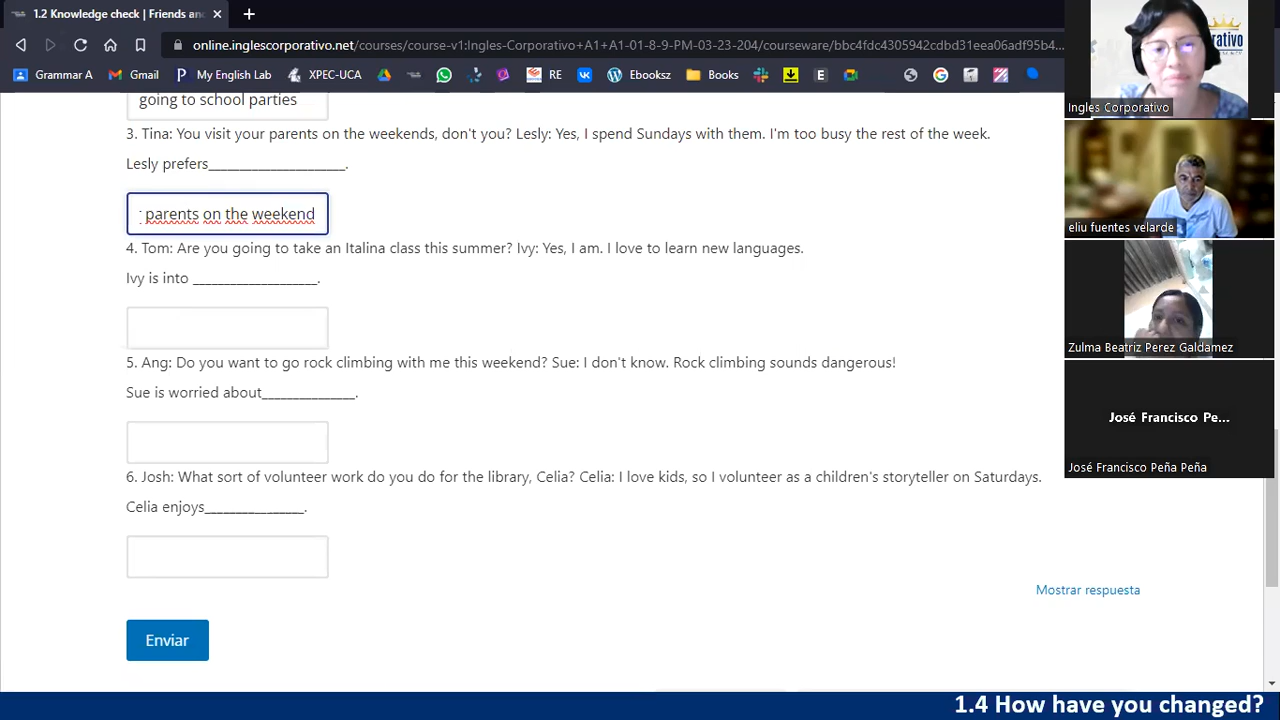 1.2 Knowledge check | Friends an
online.inglescorporativo.net/courses/course-v1:Ingles-Corporativo+A1+A1-01-8-9-PM-03-23-204/courseware/bbc4fdc4305942cdbd31eea06adf95b4...
Grammar A Gmail My English Lab XPEC-UCA RE Ebooksz Books
going to school parties
3. Tina: You visit your parents on the weekends, don't you? Lesly: Yes, I spend Sundays with them. I'm too busy the rest of the week.
Lesly prefers____________________.
parents on the weekend
4. Tom: Are you going to take an Italina class this summer? Ivy: Yes, I am. I love to learn new languages.
Ivy is into __________________.
5. Ang: Do you want to go rock climbing with me this weekend? Sue: I don't know. Rock climbing sounds dangerous!
Sue is worried about______________.
6. Josh: What sort of volunteer work do you do for the library, Celia? Celia: I love kids, so I volunteer as a children's storyteller on Saturdays.
Celia enjoys_______________.
Mostrar respuesta
Enviar
Ingles Corporativo
eliu fuentes velarde
Zulma Beatriz Perez Galdamez
José Francisco Pe...
José Francisco Peña Peña
1.4 How have you changed?